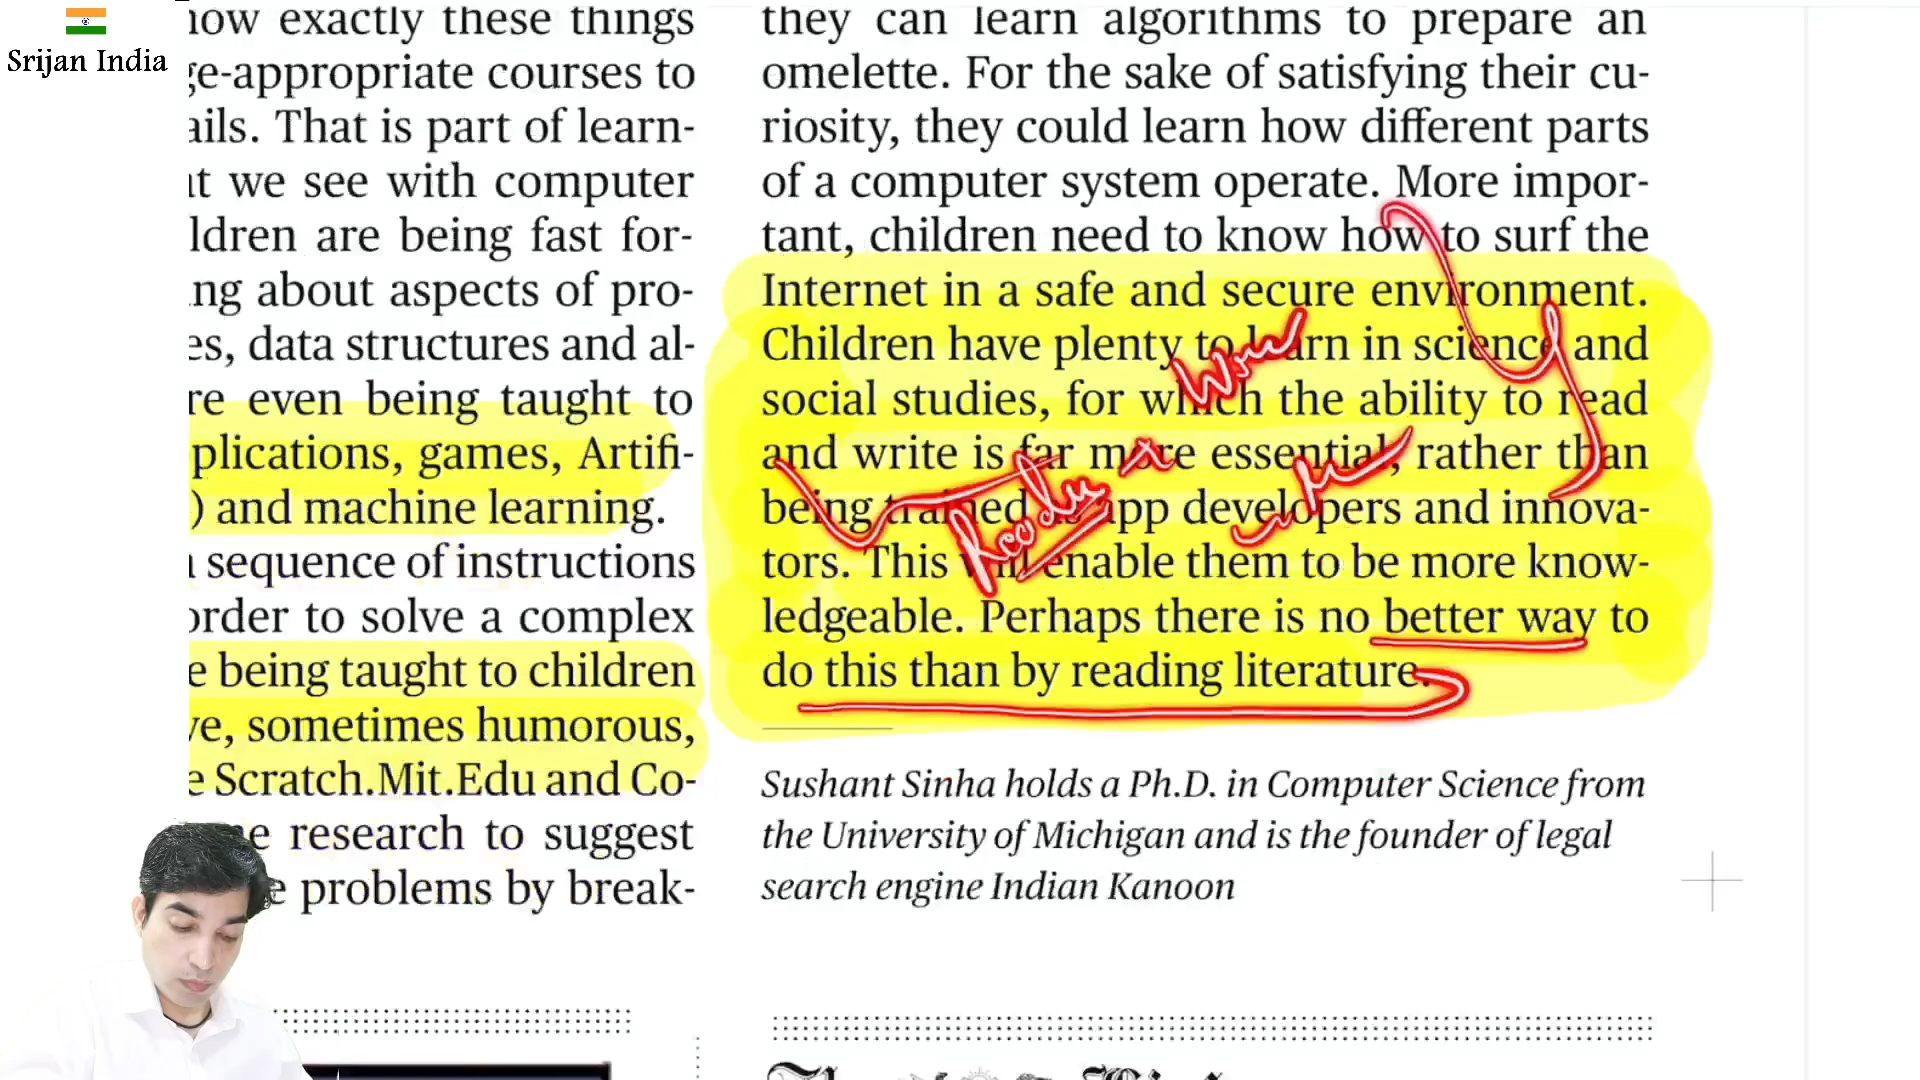 Srijan India
now exactly these things
ge-appropriate courses to
ails. That is part of learn-
at we see with computer
ldren are being fast for-
ing about aspects of pro-
es, data structures and al-
re even being taught to
plications, games, Artifi-
) and machine learning.
sequence of instructions
order to solve a complex
e being taught to children
ve, sometimes humorous,
e Scratch.Mit.Edu and Co-
e research to suggest
e problems by break-
they can learn algorithms to prepare an
omelette. For the sake of satisfying their cu-
riosity, they could learn how different parts
of a computer system operate. More impor-
tant, children need to know how to surf the
Internet in a safe and secure environment.
Children have plenty to learn in science and
social studies, for which the ability to read
and write is far more essential, rather than
being trained as app developers and innova-
tors. This will enable them to be more know-
ledgeable. Perhaps there is no better way to
do this than by reading literature.
Sushant Sinha holds a Ph.D. in Computer Science from
the University of Michigan and is the founder of legal
search engine Indian Kanoon